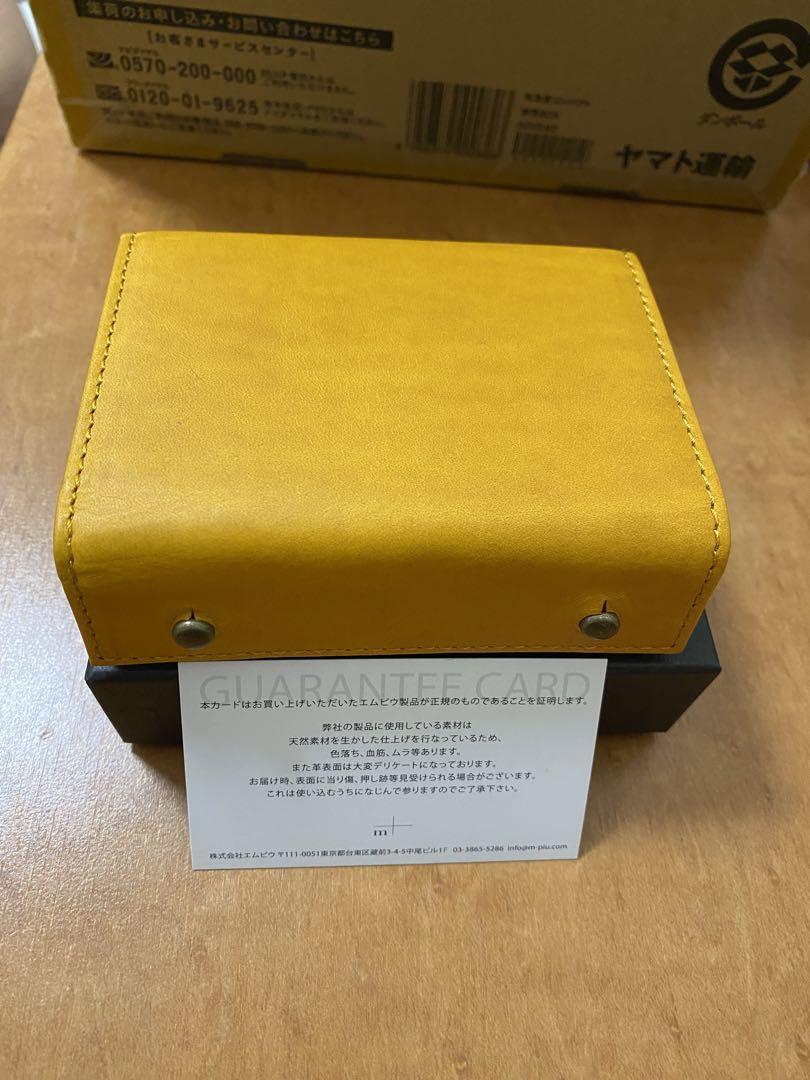 集荷のお申し込み・お問い合わせはこちら
[お客さまサービスセンター]
0570-200-000
0120-01-9625
ダンボール
ヤマト運輸
GUARANTEE CARD
本カードはお買い上げいただいたエムピウ製品が正規のものであることを証明します。
弊社の製品に使用している素材は
天然素材を生かした仕上げを行なっているため、
色落ち、血筋、ムラ等あります。
また革表面は大変デリケートになっております。
お届け時、表面に当り傷、押し跡等見受けられる場合がございます。
これは使い込むうちになじんで参りますのでご了承下さい。
m+
株式会社エムピウ 〒111-0051東京都台東区蔵前3-4-5中尾ビル1F 03-3865-5286 info@m-piu.com